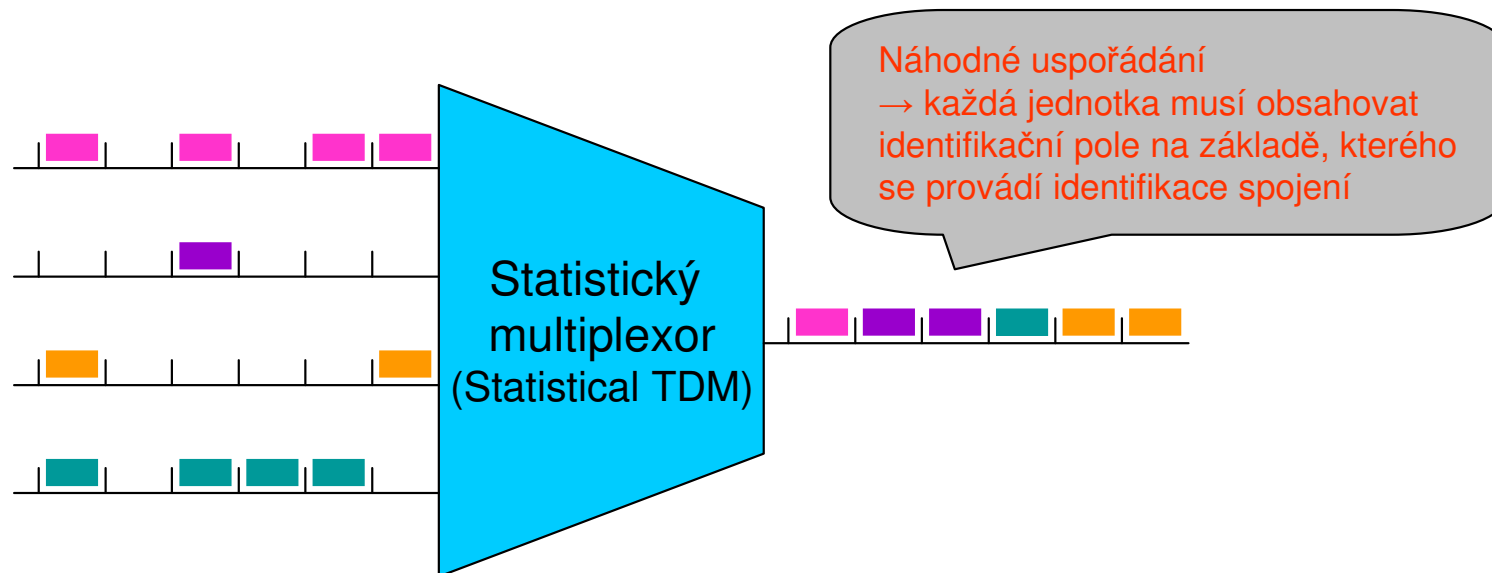 Náhodné uspořádání
→ každá jednotka musí obsahovat
identifikační pole na základě, kterého
se provádí identifikace spojení
Statistický
multiplexor
(Statistical TDM)